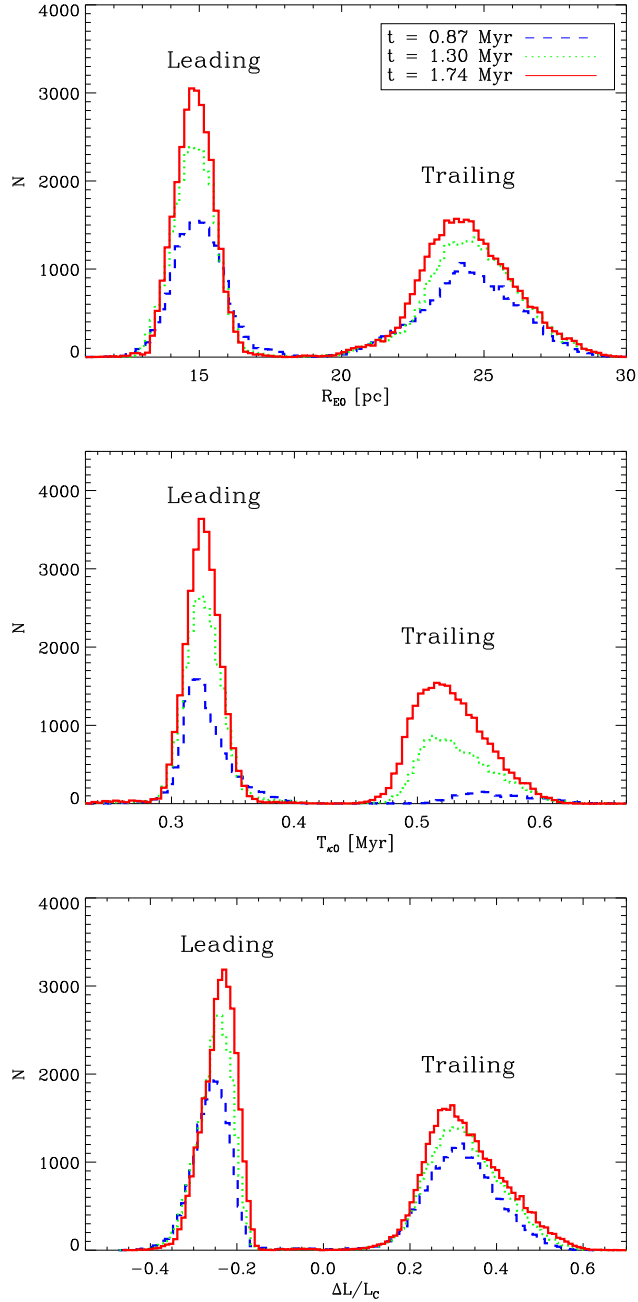 t = 0.87 Myr
t = 1.30 Myr
t = 1.74 Myr
Leading
Trailing
N
4000
3000
2000
1000
0
15 20 25 30
R_E0 [pc]
Leading
Trailing
N
4000
3000
2000
1000
0
0.3 0.4 0.5 0.6
T_κ0 [Myr]
Leading
Trailing
N
4000
3000
2000
1000
0
−0.4 −0.2 0.0 0.2 0.4 0.6
ΔL/L_C